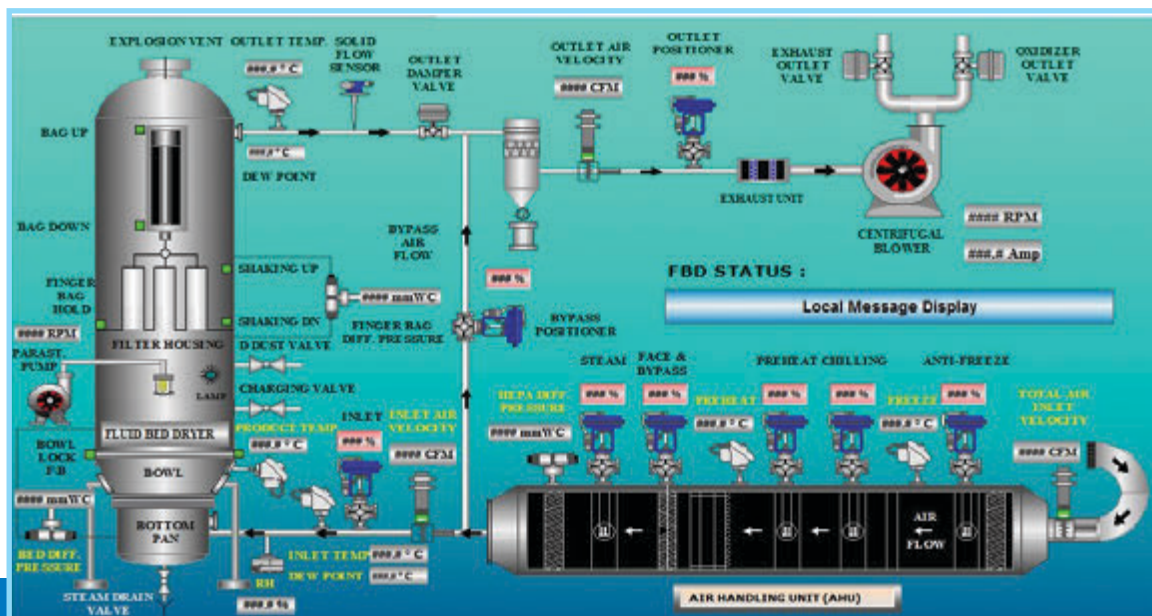 EXPLOSION VENT
OUTLET TEMP.
###.# ° C
SOLID
FLOW
SENSOR
OUTLET
DAMPER
VALVE
OUTLET AIR
VELOCITY
#### CFM
OUTLET
POSITIONER
### %
EXHAUST
OUTLET
VALVE
OXIDIZER
OUTLET
VALVE
BAG UP
###.# ° C
DEW POINT
BAG DOWN
BYPASS
AIR
FLOW
EXHAUST UNIT
CENTRIFUGAL
BLOWER
#### RPM
###.# Amp
SHAKING UP
FINGER
BAG
HOLD
#### mmWC
SHAKING DN
FINGER BAG
DIFF. PRESSURE
### %
BYPASS
POSITIONER
FBD STATUS :
Local Message Display
#### RPM
FILTER HOUSING
PARAST.
PUMP
D DUST VALVE
LAMP
CHARGING VALVE
FLUID BED DRYER
PRODUCT TEMP
###.# ° C
INLET
### %
INLET AIR
VELOCITY
#### CFM
BOWL
LOCK
F.B
BOWL
#### mmWC
BOTTOM
PAN
BED DIFF.
PRESSURE
STEAM DRAIN
VALVE
RH
###.# %
INLET TEMP
###.# ° C
DEW POINT
###.# ° C
HEPA DIFF.
PRESSURE
#### mmWC
STEAM
### %
FACE &
BYPASS
### %
PREHEAT
###.# ° C
PREHEAT
### %
CHILLING
### %
FREEZE
###.# ° C
ANTI-FREEZE
### %
TOTAL AIR
INLET
VELOCITY
#### CFM
AIR
FLOW
AIR HANDLING UNIT (AHU)